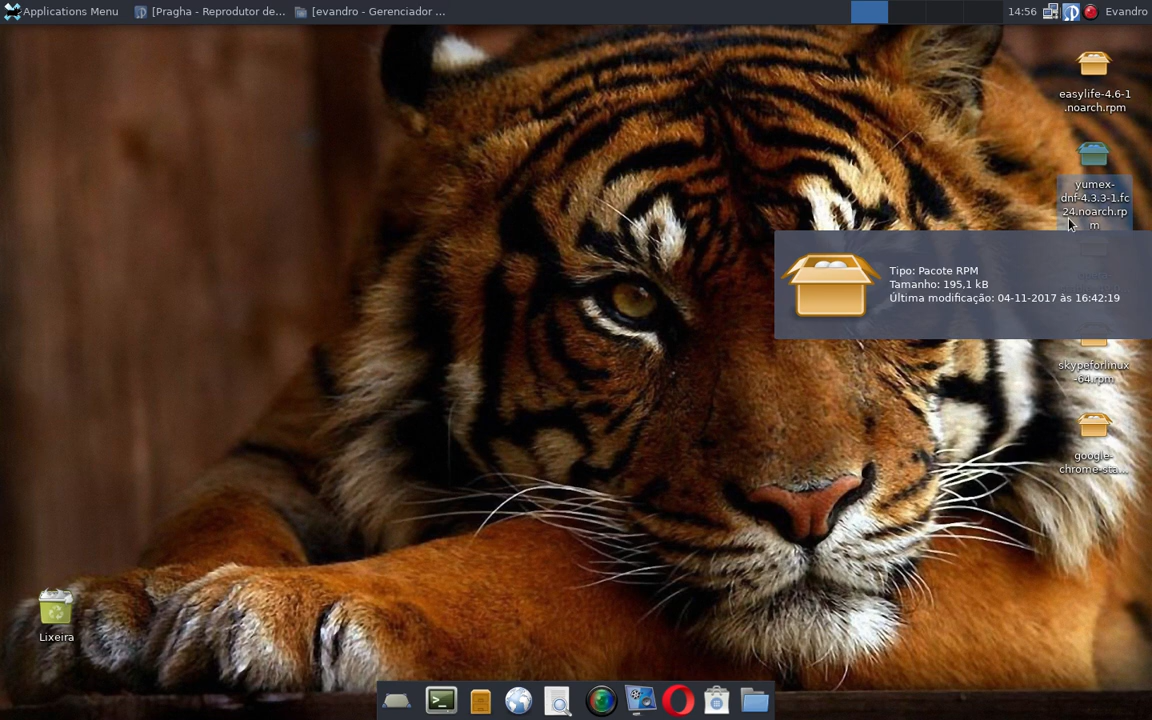 Applications Menu
[Pragha - Reprodutor de...
[evandro - Gerenciador ...
14:56
Evandro
easylife-4.6-1
.noarch.rpm
yumex-
dnf-4.3.3-1.fc
24.noarch.rp
m
Tipo: Pacote RPM
Tamanho: 195,1 kB
Última modificação: 04-11-2017 às 16:42:19
skypeforlinux
-64.rpm
google-
chrome-sta...
Lixeira